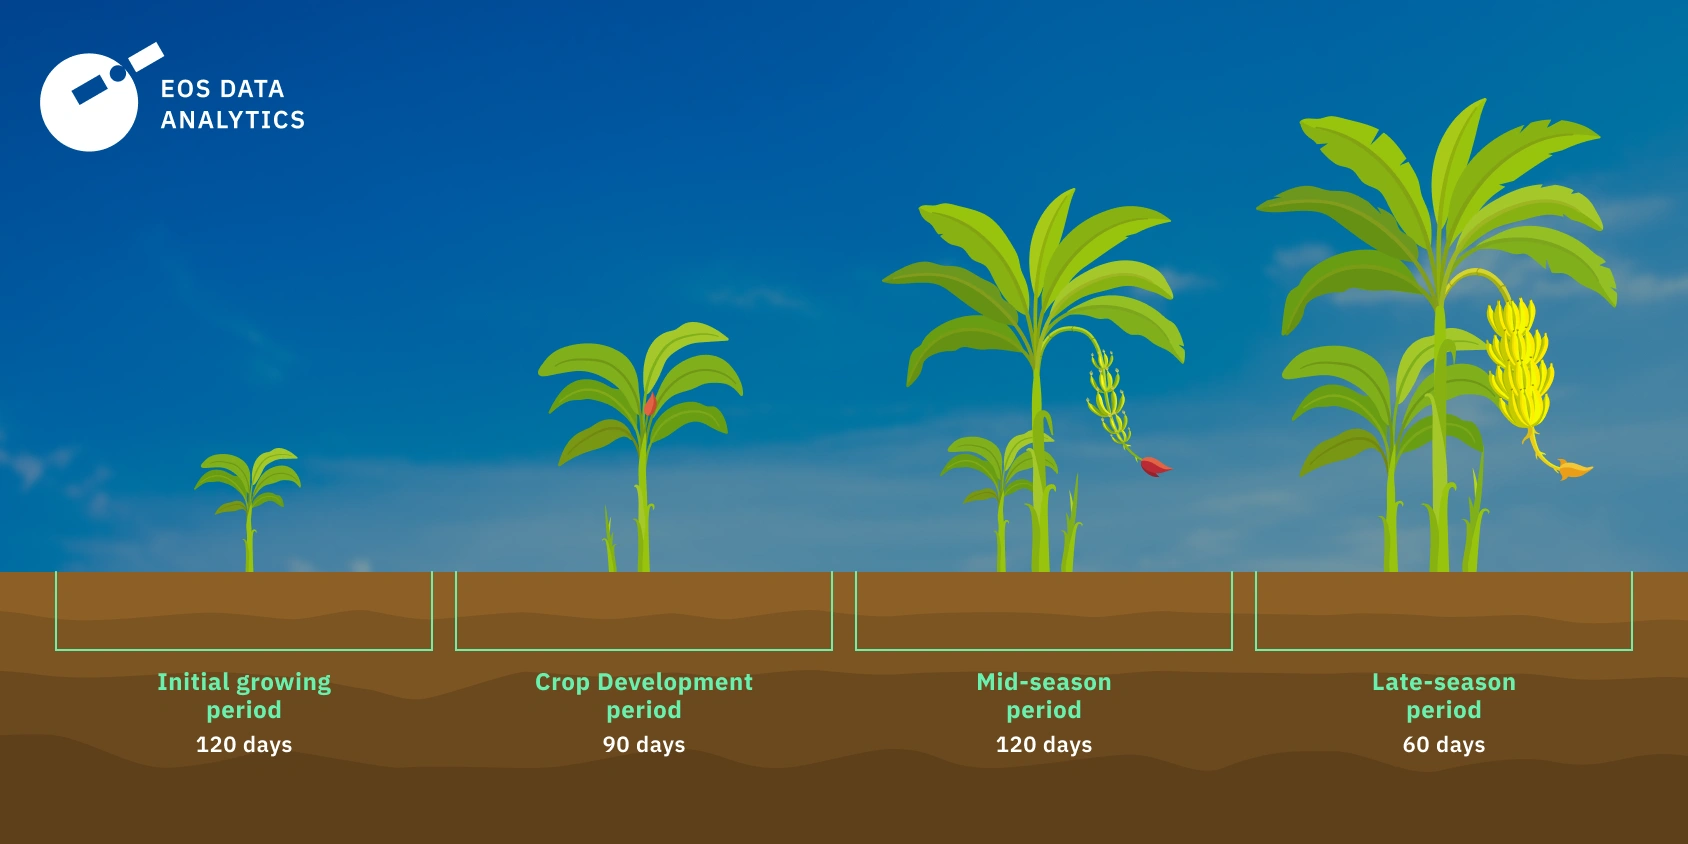 EOS DATA
ANALYTICS
Initial growing
period
120 days
Crop Development
period
90 days
Mid-season
period
120 days
Late-season
period
60 days